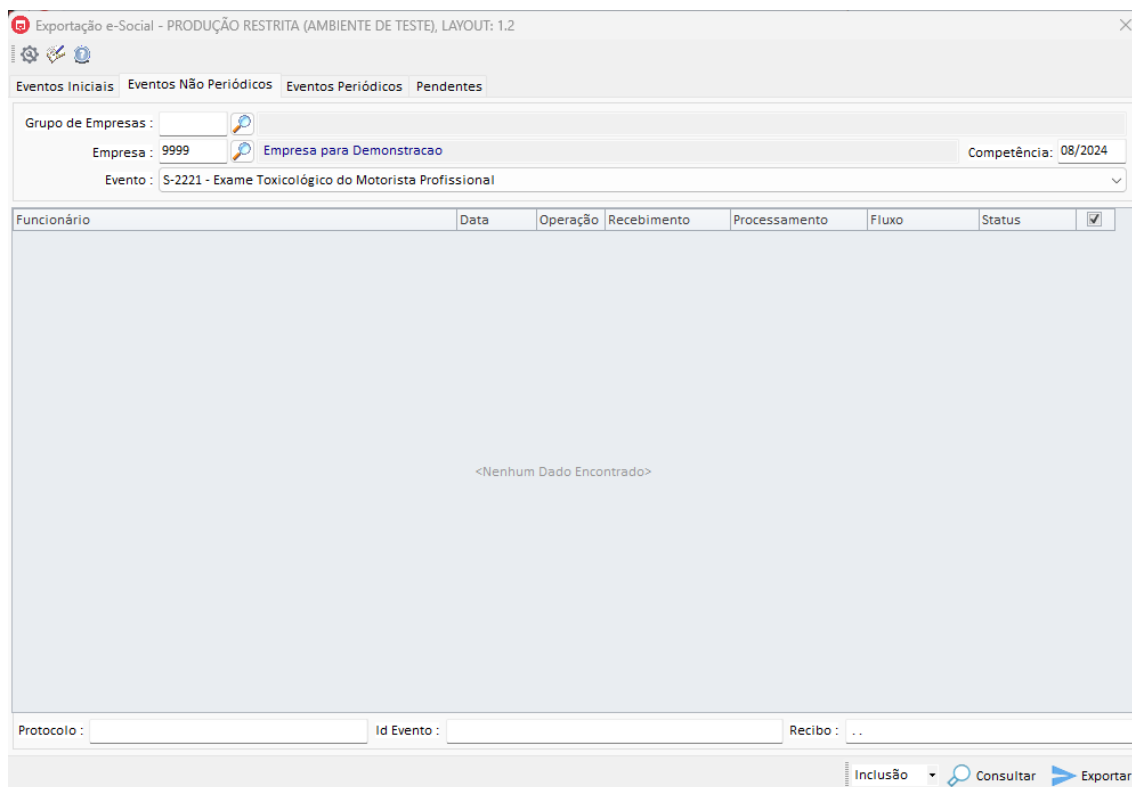 Exportação e-Social - PRODUÇÃO RESTRITA (AMBIENTE DE TESTE), LAYOUT: 1.2
Eventos Iniciais Eventos Não Periódicos Eventos Periódicos Pendentes
Grupo de Empresas :
Empresa : 9999 Empresa para Demonstracao Competência: 08/2024
Evento : S-2221 - Exame Toxicológico do Motorista Profissional
Funcionário Data Operação Recebimento Processamento Fluxo Status
<Nenhum Dado Encontrado>
Protocolo : Id Evento : Recibo : . .
Inclusão Consultar Exportar